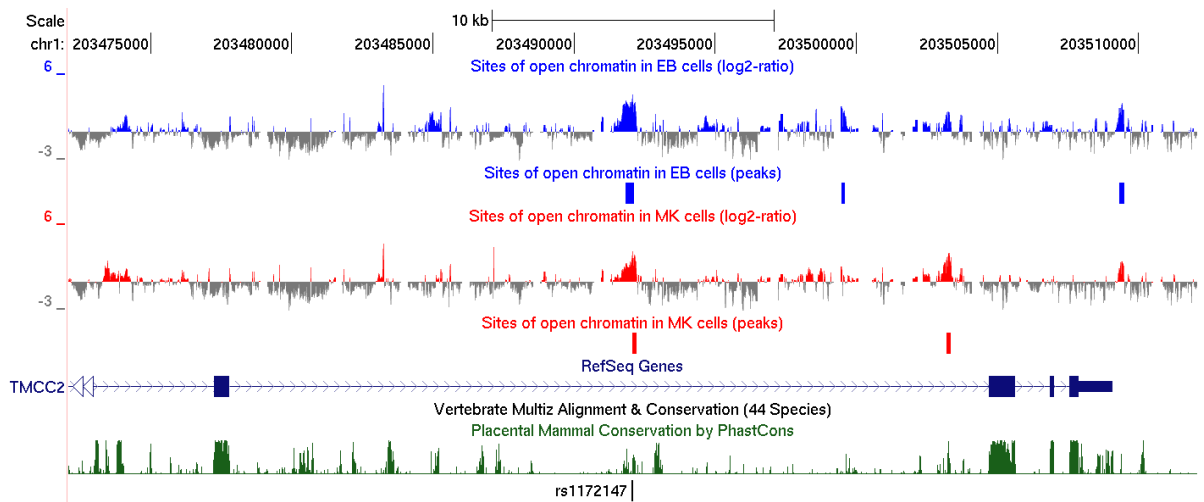 Scale 10 kb
chr1: 203475000 203480000 203485000 203490000 203495000 203500000 203505000 203510000
Sites of open chromatin in EB cells (log2-ratio)
6
-3
Sites of open chromatin in EB cells (peaks)
Sites of open chromatin in MK cells (log2-ratio)
6
-3
Sites of open chromatin in MK cells (peaks)
RefSeq Genes
TMCC2
Vertebrate Multiz Alignment & Conservation (44 Species)
Placental Mammal Conservation by PhastCons
rs1172147